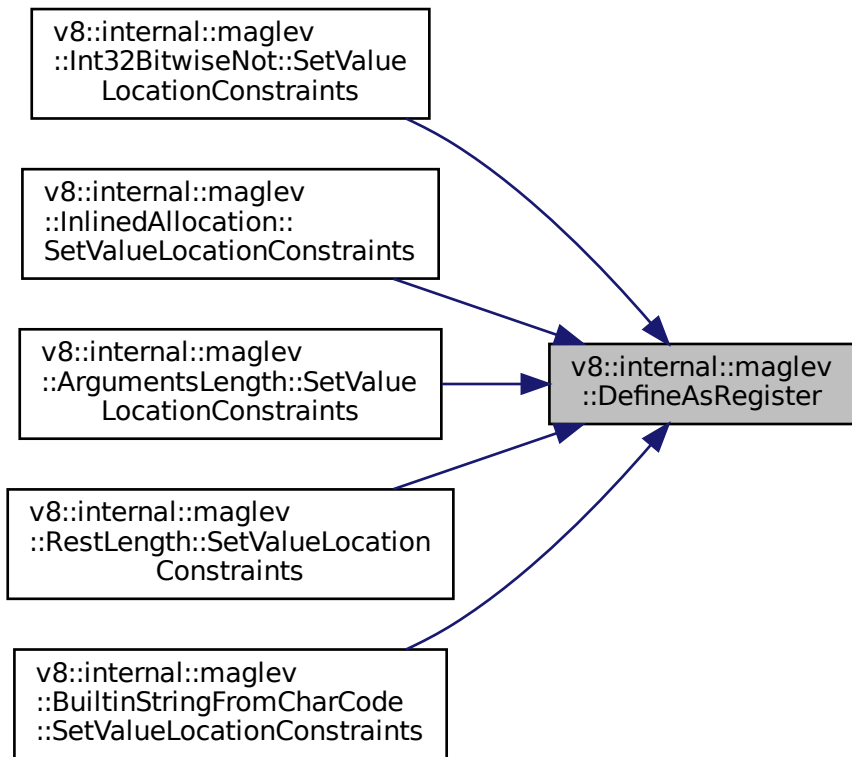 v8::internal::maglev
::Int32BitwiseNot::SetValue
LocationConstraints
v8::internal::maglev
::InlinedAllocation::
SetValueLocationConstraints
v8::internal::maglev
::ArgumentsLength::SetValue
LocationConstraints
v8::internal::maglev
::DefineAsRegister
v8::internal::maglev
::RestLength::SetValueLocation
Constraints
v8::internal::maglev
::BuiltinStringFromCharCode
::SetValueLocationConstraints